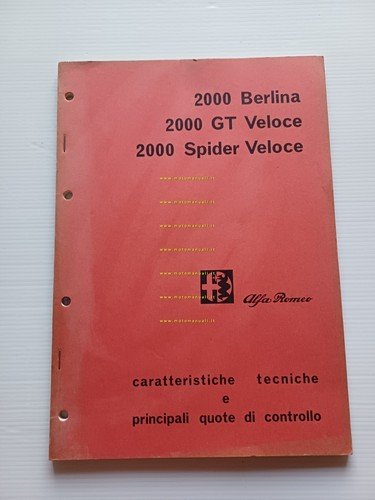 2000 Berlina
2000 GT Veloce
2000 Spider Veloce
www.motomanuali.it
www.motomanuali.it
www.motomanuali.it
www.motomanuali.it
www.motomanuali.it
www.motomanuali.it
www.motomanuali.it
Alfa Romeo
caratteristiche tecniche
e
principali quote di controllo